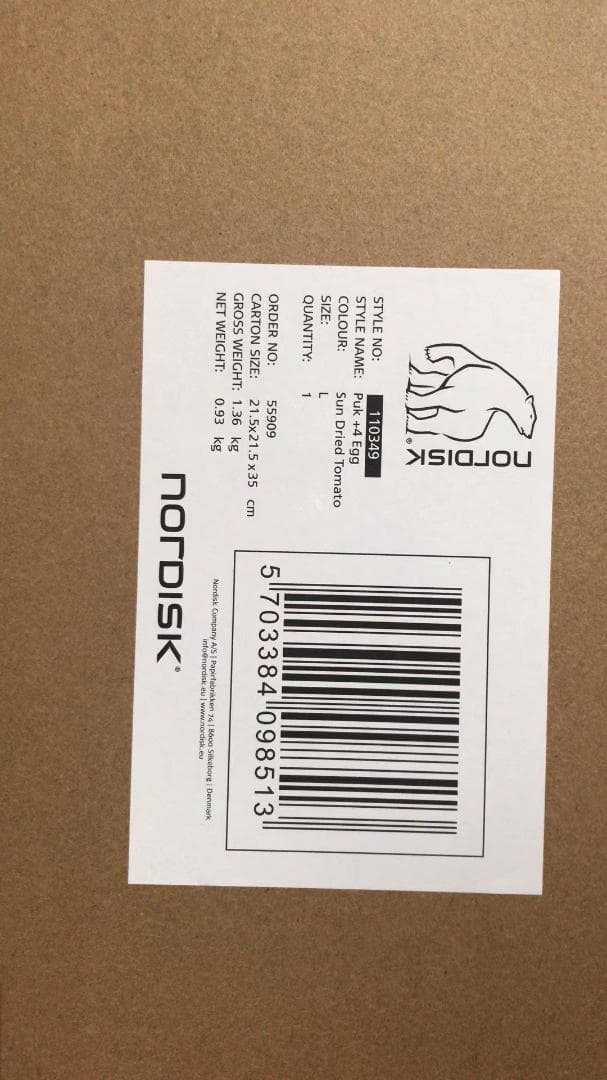 NORDISK®
STYLE NO: 110349
STYLE NAME: Puk +4 Egg
COLOUR: Sun Dried Tomato
SIZE: L
QUANTITY: 1
ORDER NO: 55909
CARTON SIZE: 21.5x21.5x35 cm
GROSS WEIGHT: 1.36 kg
NET WEIGHT: 0.93 kg
5 703384 098513
Nordisk Company A/S | Papirfabrikken 74 | 8600 Silkeborg | Denmark
info@nordisk.eu | www.nordisk.eu
NORDISK®